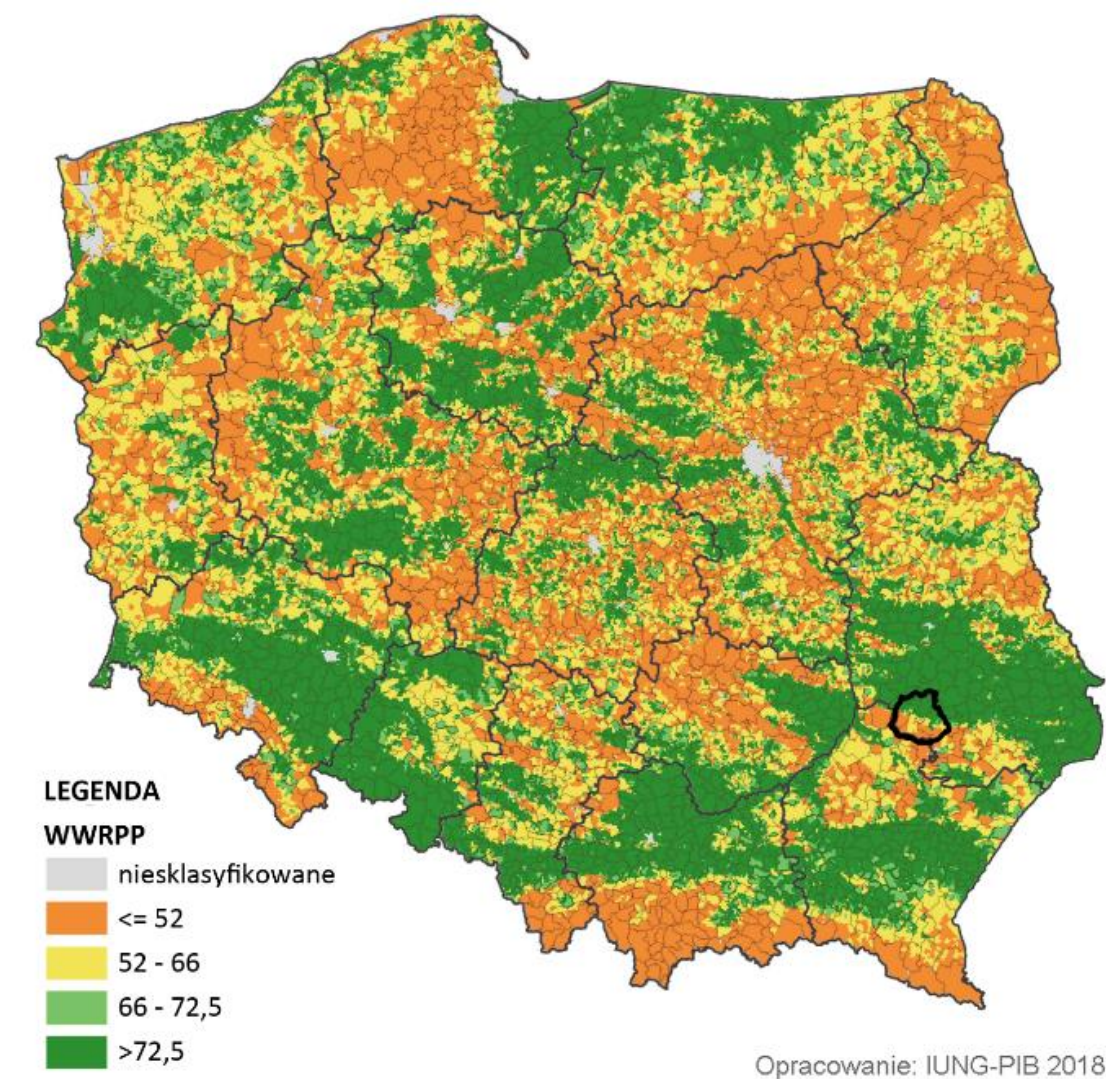 LEGENDA
WWRPP
niesklasyfikowane
<= 52
52 - 66
66 - 72,5
>72,5
Opracowanie: IUNG-PIB 2018